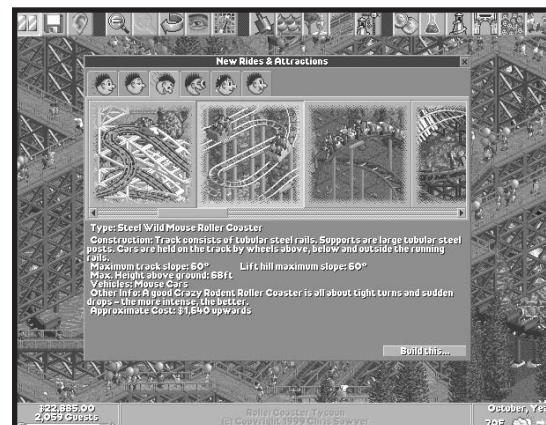 New Rides & Attractions
Type: Steel Wild Mouse Roller Coaster
Construction: Track consists of tubular steel rails. Supports are large tubular steel
posts. Cars are held on the track by wheels above, below and outside the running
rails.
Maximum track slope: 60° Lift hill maximum slope: 60°
Max. Height above ground: 68ft
Vehicles: Mouse Cars
Other Info: A good Crazy Rodent Roller Coaster is all about tight turns and sudden
drops - the more intense, the better.
Approximate Cost: $1,640 upwards
Build this...
$22,885.00
2,059 Guests
Roller Coaster Tycoon
(c) Copyright 1999 Chris Sawyer
October, Yea